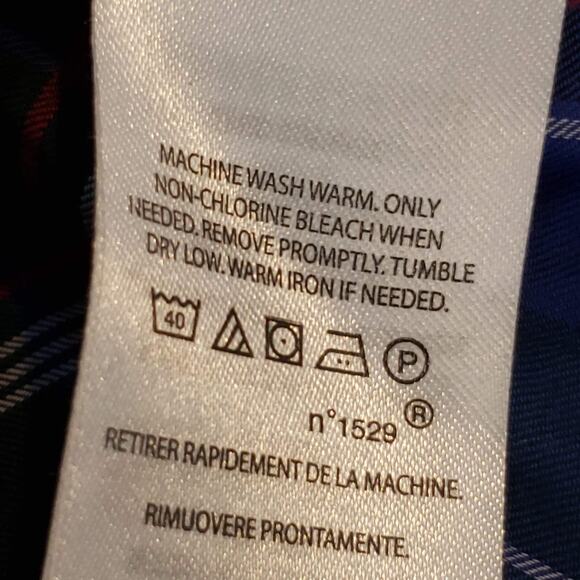 MACHINE WASH WARM. ONLY
NON-CHLORINE BLEACH WHEN
NEEDED. REMOVE PROMPTLY. TUMBLE
DRY LOW. WARM IRON IF NEEDED.
40 P
n°1529 ®
RETIRER RAPIDEMENT DE LA MACHINE.
RIMUOVERE PRONTAMENTE.